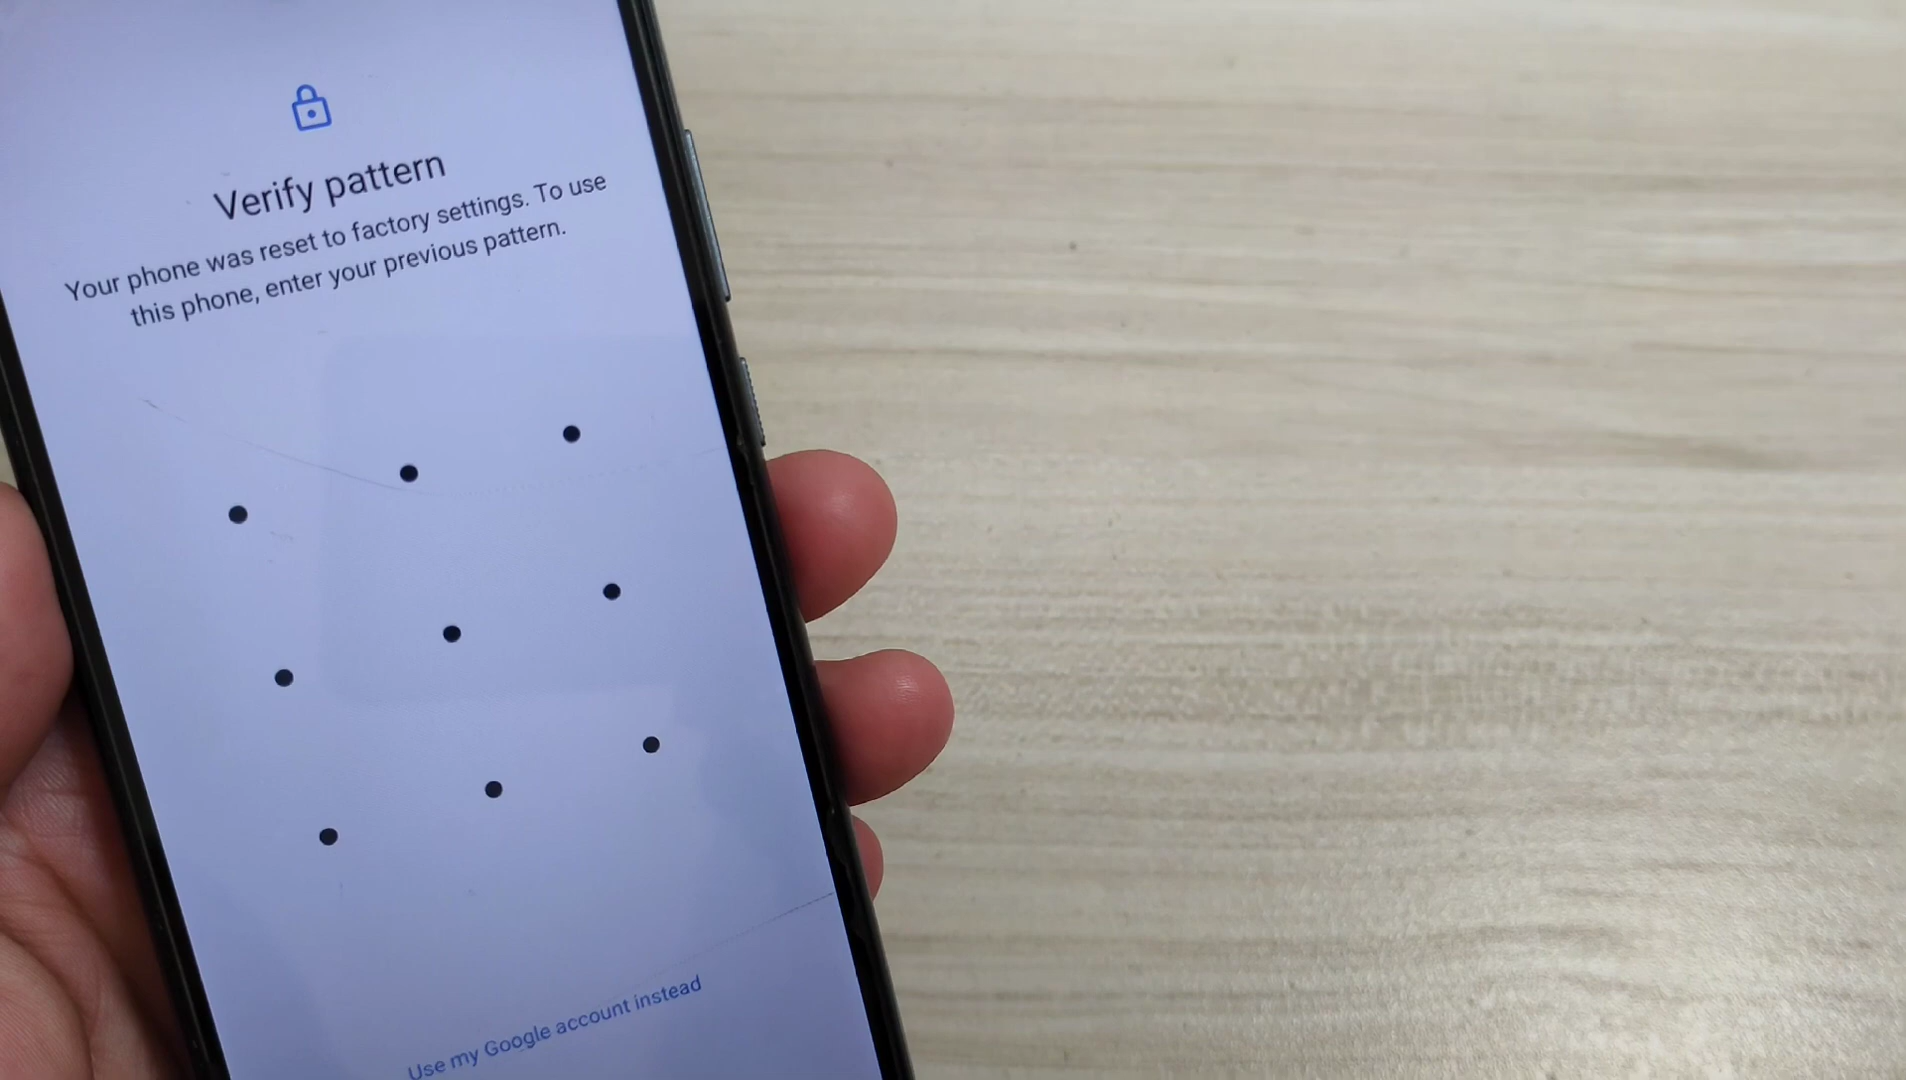 Verify pattern
Your phone was reset to factory settings. To use
this phone, enter your previous pattern.
Use my Google account instead